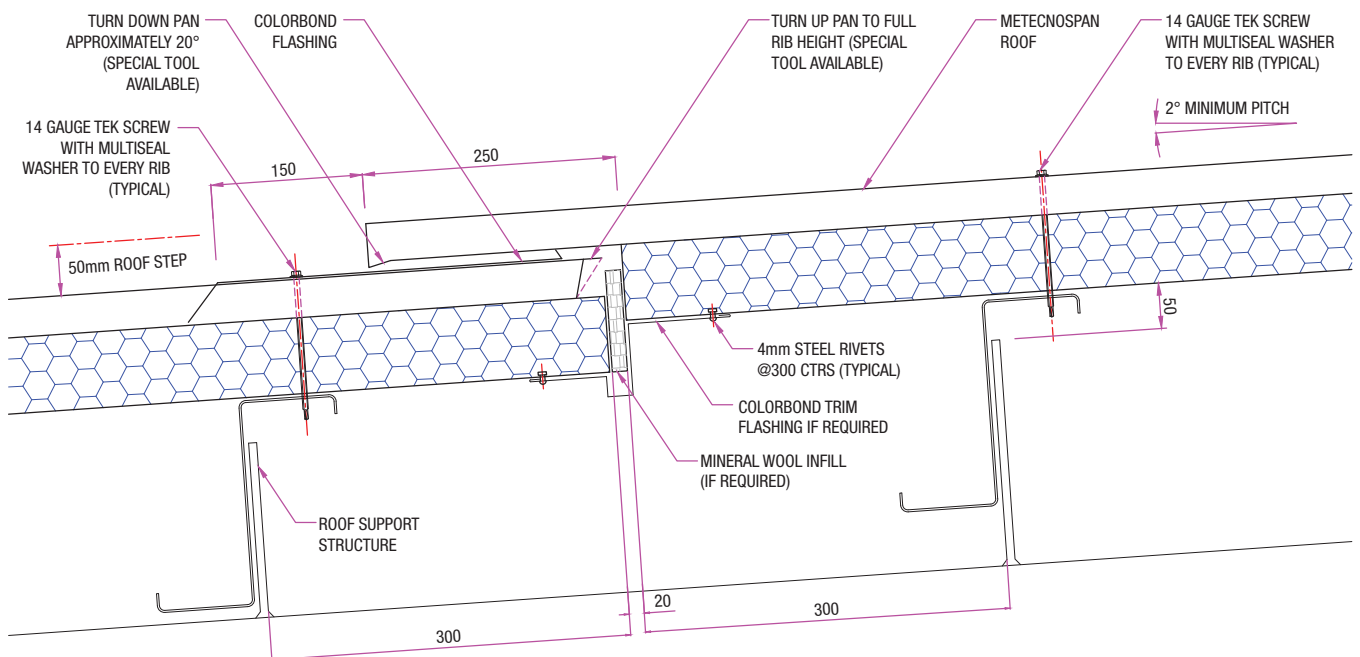 TURN DOWN PAN
APPROXIMATELY 20°
(SPECIAL TOOL
AVAILABLE)
COLORBOND
FLASHING
TURN UP PAN TO FULL
RIB HEIGHT (SPECIAL
TOOL AVAILABLE)
METECNOSPAN
ROOF
14 GAUGE TEK SCREW
WITH MULTISEAL WASHER
TO EVERY RIB (TYPICAL)
2° MINIMUM PITCH
14 GAUGE TEK SCREW
WITH MULTISEAL
WASHER TO EVERY RIB
(TYPICAL)
150
250
50mm ROOF STEP
50
4mm STEEL RIVETS
@300 CTRS (TYPICAL)
COLORBOND TRIM
FLASHING IF REQUIRED
MINERAL WOOL INFILL
(IF REQUIRED)
ROOF SUPPORT
STRUCTURE
20
300
300